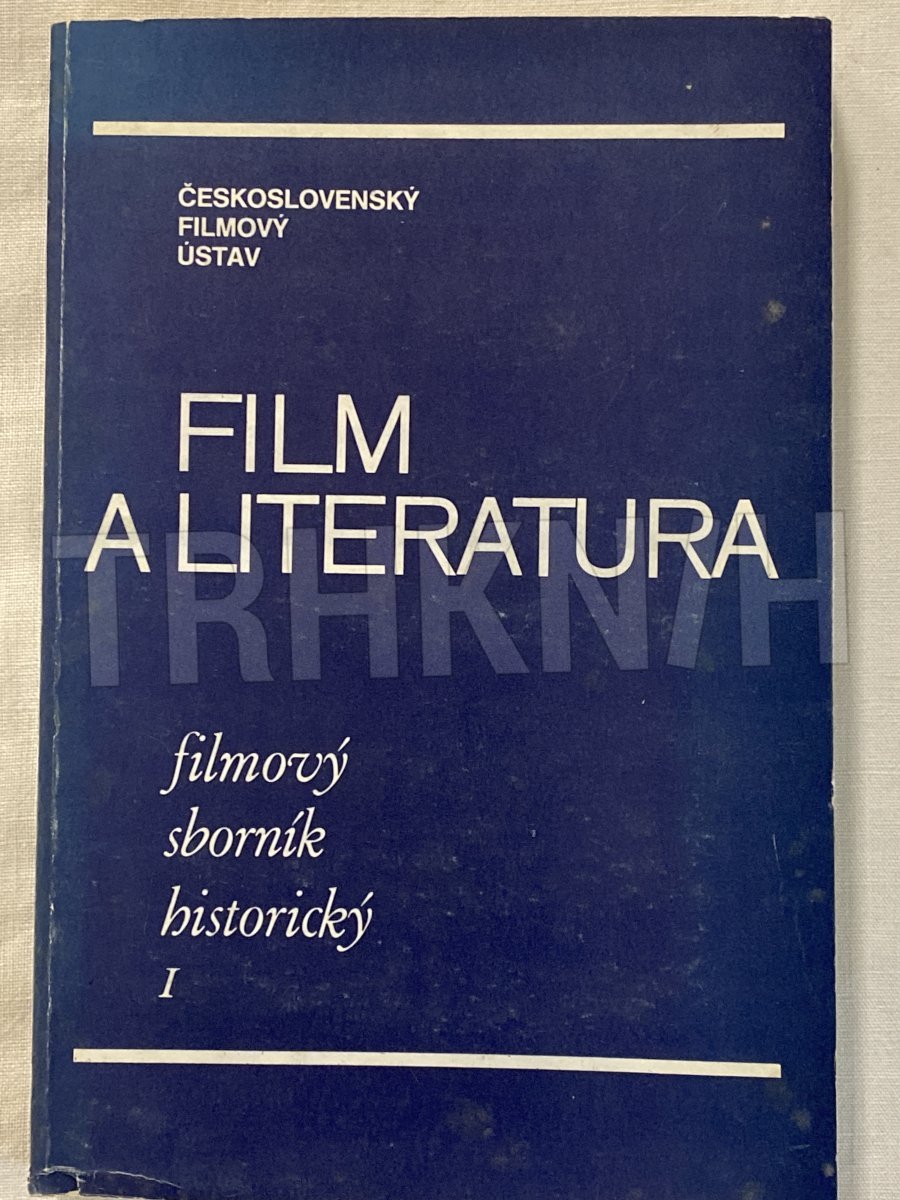 ČESKOSLOVENSKÝ
FILMOVÝ
ÚSTAV
FILM
A LITERATURA
TRHKNIH
filmový
sborník
historický
I